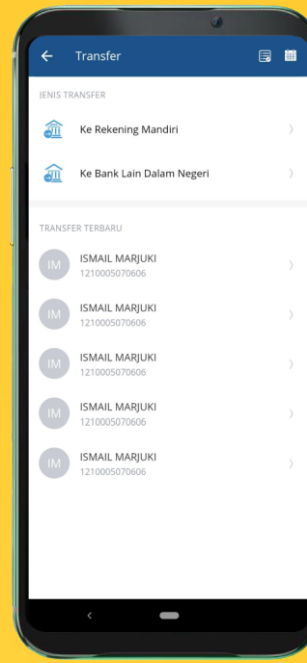 Transfer
JENIS TRANSFER
Ke Rekening Mandiri
Ke Bank Lain Dalam Negeri
TRANSFER TERBARU
IM
ISMAIL MARJUKI
1210005070606
IM
ISMAIL MARJUKI
1210005070606
IM
ISMAIL MARJUKI
1210005070606
IM
ISMAIL MARJUKI
1210005070606
IM
ISMAIL MARJUKI
1210005070606